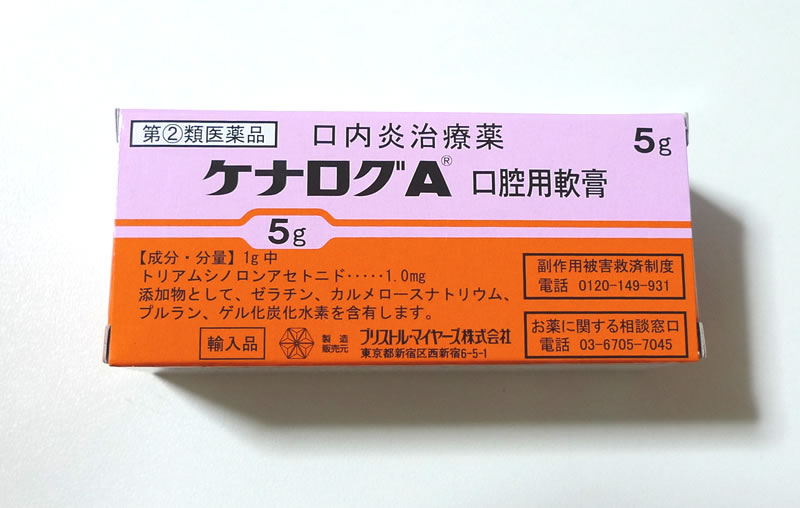 第②類医薬品
口内炎治療薬
5g
ケナログA®
口腔用軟膏
5g
【成分・分量】1g中
トリアムシノロンアセトニド・・・・・1.0mg
添加物として、ゼラチン、カルメロースナトリウム、
プルラン、ゲル化炭化水素を含有します。
副作用被害救済制度
電話 0120-149-931
輸入品
製造
販売元
ブリストル・マイヤーズ株式会社
東京都新宿区西新宿6-5-1
お薬に関する相談窓口
電話 03-6705-7045